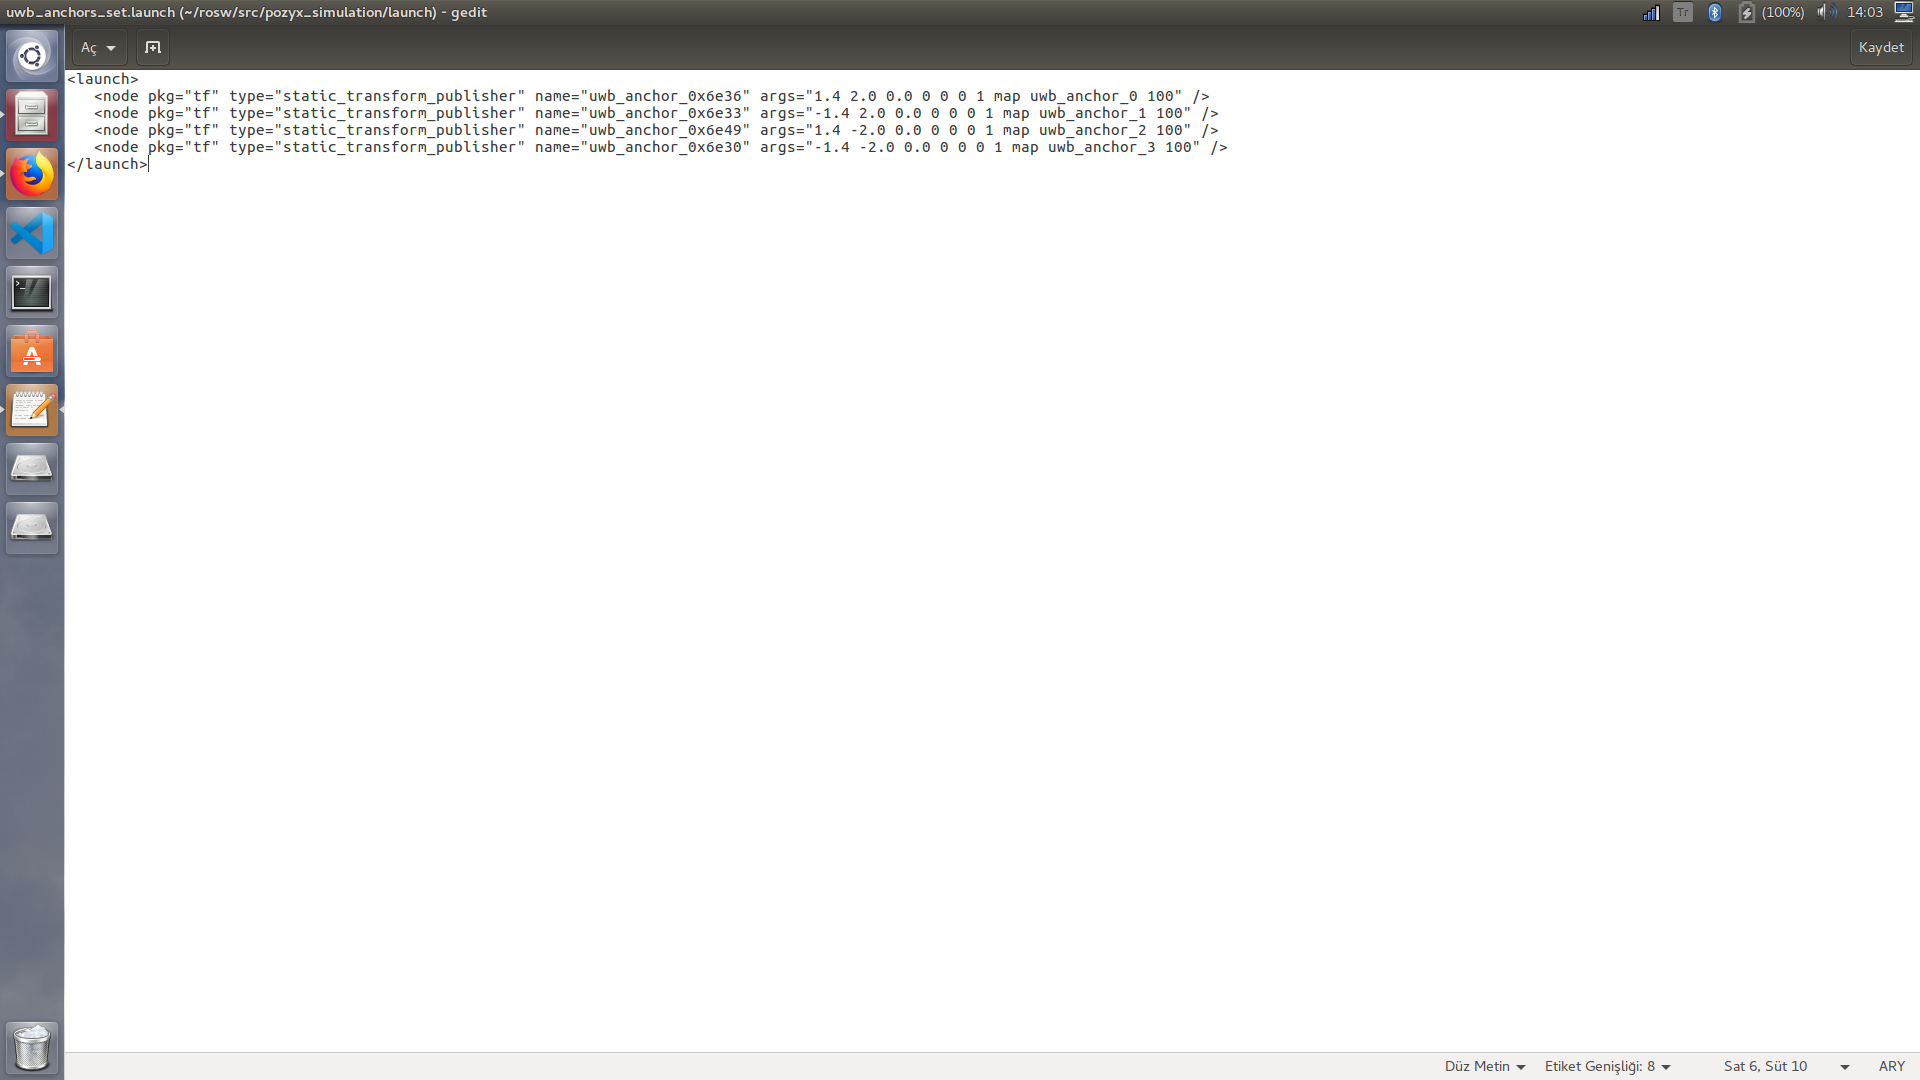 uwb_anchors_set.launch (~/rosw/src/pozyx_simulation/launch) - gedit
Tr
(100%)
14:03
Aç
Kaydet
<launch>
   <node pkg="tf" type="static_transform_publisher" name="uwb_anchor_0x6e36" args="1.4 2.0 0.0 0 0 0 1 map uwb_anchor_0 100" />
   <node pkg="tf" type="static_transform_publisher" name="uwb_anchor_0x6e33" args="-1.4 2.0 0.0 0 0 0 1 map uwb_anchor_1 100" />
   <node pkg="tf" type="static_transform_publisher" name="uwb_anchor_0x6e49" args="1.4 -2.0 0.0 0 0 0 1 map uwb_anchor_2 100" />
   <node pkg="tf" type="static_transform_publisher" name="uwb_anchor_0x6e30" args="-1.4 -2.0 0.0 0 0 0 1 map uwb_anchor_3 100" />
</launch>
Düz Metin
Etiket Genişliği: 8
Sat 6, Süt 10
ARY